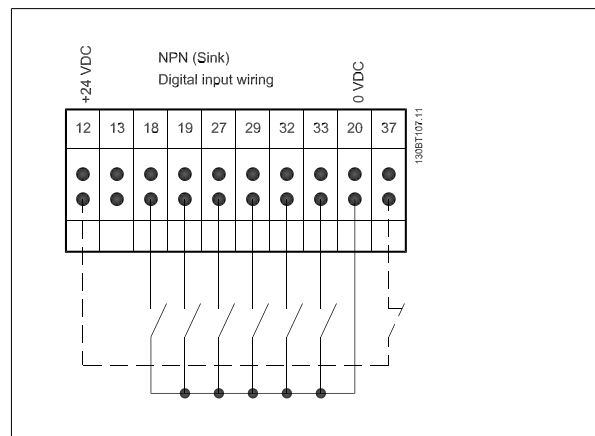 +24 VDC
NPN (Sink)
Digital input wiring
0 VDC
12 13 18 19 27 29 32 33 20 37
130BT107.11